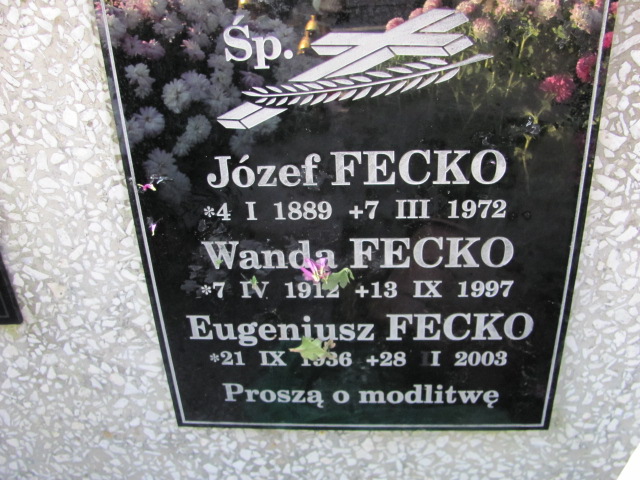 Śp.
Józef FECKO
*4 I 1889 +7 III 1972
Wanda FECKO
*7 IV 1912 +13 IX 1997
Eugeniusz FECKO
*21 IX 1936 +28 II 2003
Proszą o modlitwę